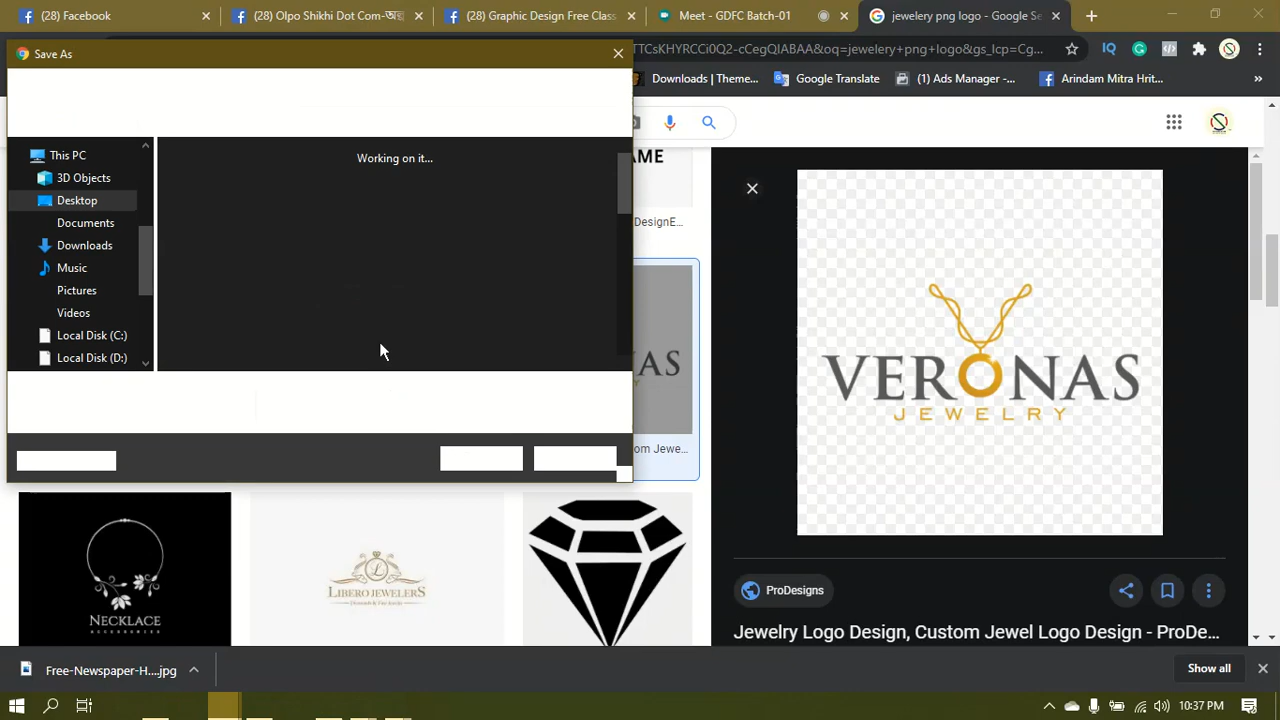 (28) Facebook
(28) Olpo Shikhi Dot Com-অল্প
(28) Graphic Design Free Class
Meet - GDFC Batch-01
jewelery png logo - Google Se
Save As
TTCsKHYRCCi0Q2-cCegQIABAA&oq=jewelery+png+logo&gs_lcp=Cg...
Downloads | Theme...
Google Translate
(1) Ads Manager -...
Arindam Mitra Hrit...
»
This PC
3D Objects
Desktop
Documents
Downloads
Music
Pictures
Videos
Local Disk (C:)
Local Disk (D:)
Working on it...
AME
DesignE...
AS
om Jewe...
VERONAS
JEWELRY
NECKLACE
ACCESSORIES
L
LIBERO JEWELERS
ProDesigns
Jewelry Logo Design, Custom Jewel Logo Design - ProDe...
Free-Newspaper-H....jpg
Show all
10:37 PM